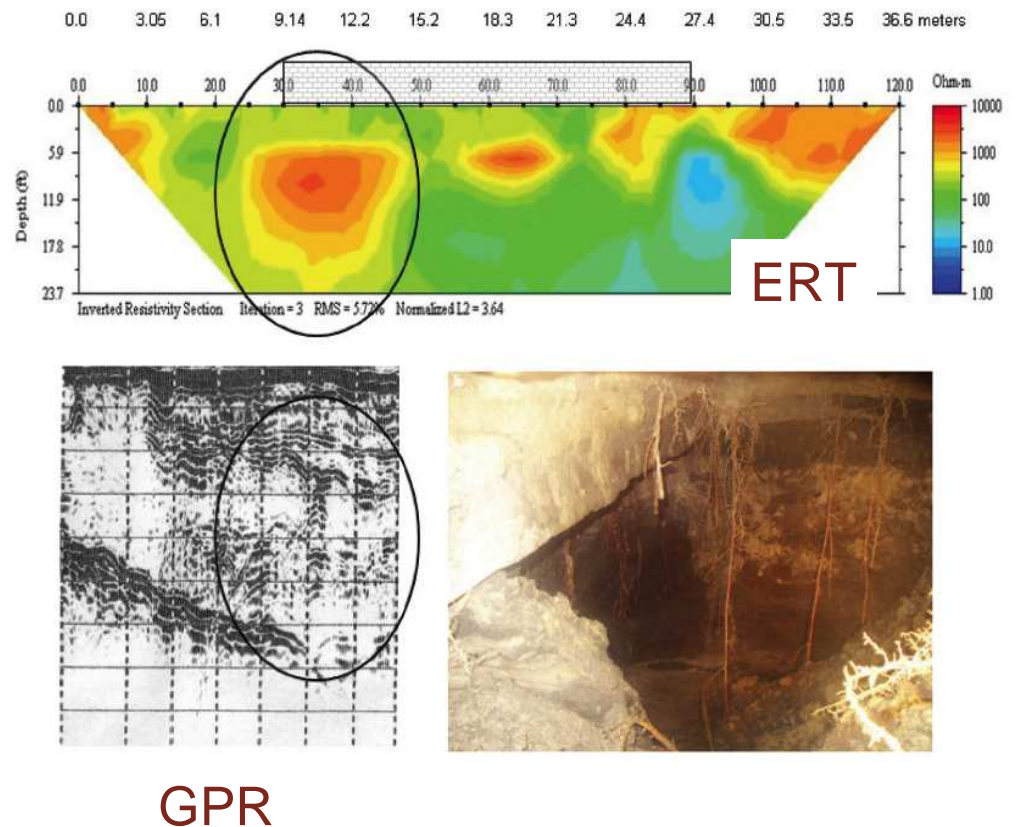 0.0 3.05 6.1 9.14 12.2 15.2 18.3 21.3 24.4 27.4 30.5 33.5 36.6 meters
0.0 10.0 20.0 30.0 40.0 50.0 60.0 70.0 80.0 90.0 100.0 110.0 120.0
Ohm-m
0.0
5.9
11.9
17.8
23.7
Depth (ft)
10000
1000
100
10.0
1.00
ERT
Inverted Resistivity Section Iteration = 3 RMS = 5.72% Normalized L2 = 3.64
GPR